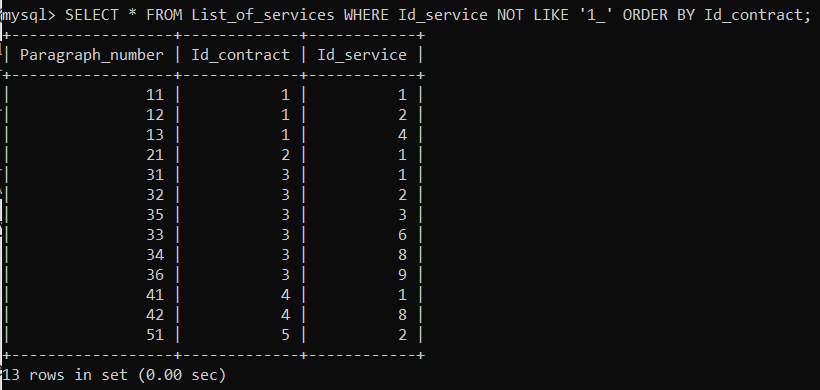 mysql> SELECT * FROM List_of_services WHERE Id_service NOT LIKE '1_' ORDER BY Id_contract;
+------------------+-------------+------------+
| Paragraph_number | Id_contract | Id_service |
+------------------+-------------+------------+
|               11 |           1 |          1 |
|               12 |           1 |          2 |
|               13 |           1 |          4 |
|               21 |           2 |          1 |
|               31 |           3 |          1 |
|               32 |           3 |          2 |
|               35 |           3 |          3 |
|               33 |           3 |          6 |
|               34 |           3 |          8 |
|               36 |           3 |          9 |
|               41 |           4 |          1 |
|               42 |           4 |          8 |
|               51 |           5 |          2 |
+------------------+-------------+------------+
13 rows in set (0.00 sec)